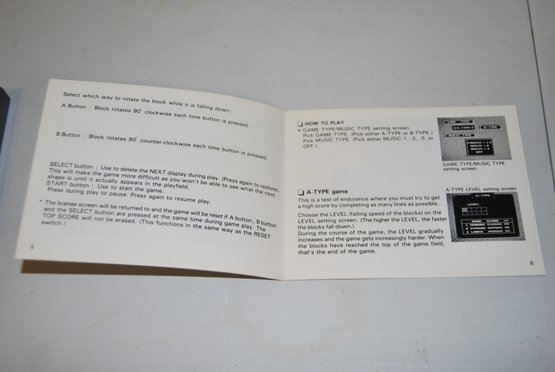 Select which way to rotate the block while it is falling down:
A Button : Block rotates 90° clockwise each time button is pressed.
B Button : Block rotates 90° counter-clockwise each time button is pressed.
SELECT button : Use to delete the NEXT display during play. (Press again to restore)
This will make the game more difficult as you won't be able to see what the next
shape is until it actually appears in the playfield.
START button : Use to start the game.
Press during play to pause. Press again to resume play.
* The license screen will be returned to and the game will be reset if A button, B button
and the SELECT button are pressed at the same time during game play. The
TOP SCORE will not be erased. (This functions in the same way as the RESET
switch.)
5
❑ HOW TO PLAY
• GAME TYPE/MUSIC TYPE setting screen
Pick GAME TYPE. (Pick either A-TYPE or B-TYPE.)
Pick MUSIC TYPE. (Pick either MUSIC-1, -2, -3, or
OFF.)
GAME TYPE/MUSIC
TYPE setting screen
❑ A-TYPE game
This is a test of endurance where you must try to get
a high score by completing as many lines as possible.
Choose the LEVEL (falling speed of the blocks) on the
LEVEL setting screen. (The higher the LEVEL, the faster
the blocks fall down.)
During the course of the game, the LEVEL gradually
increases and the game gets increasingly harder. When
the blocks have reached the top of the game field,
that's the end of the game.
A-TYPE LEVEL setting screen
LEVEL
6